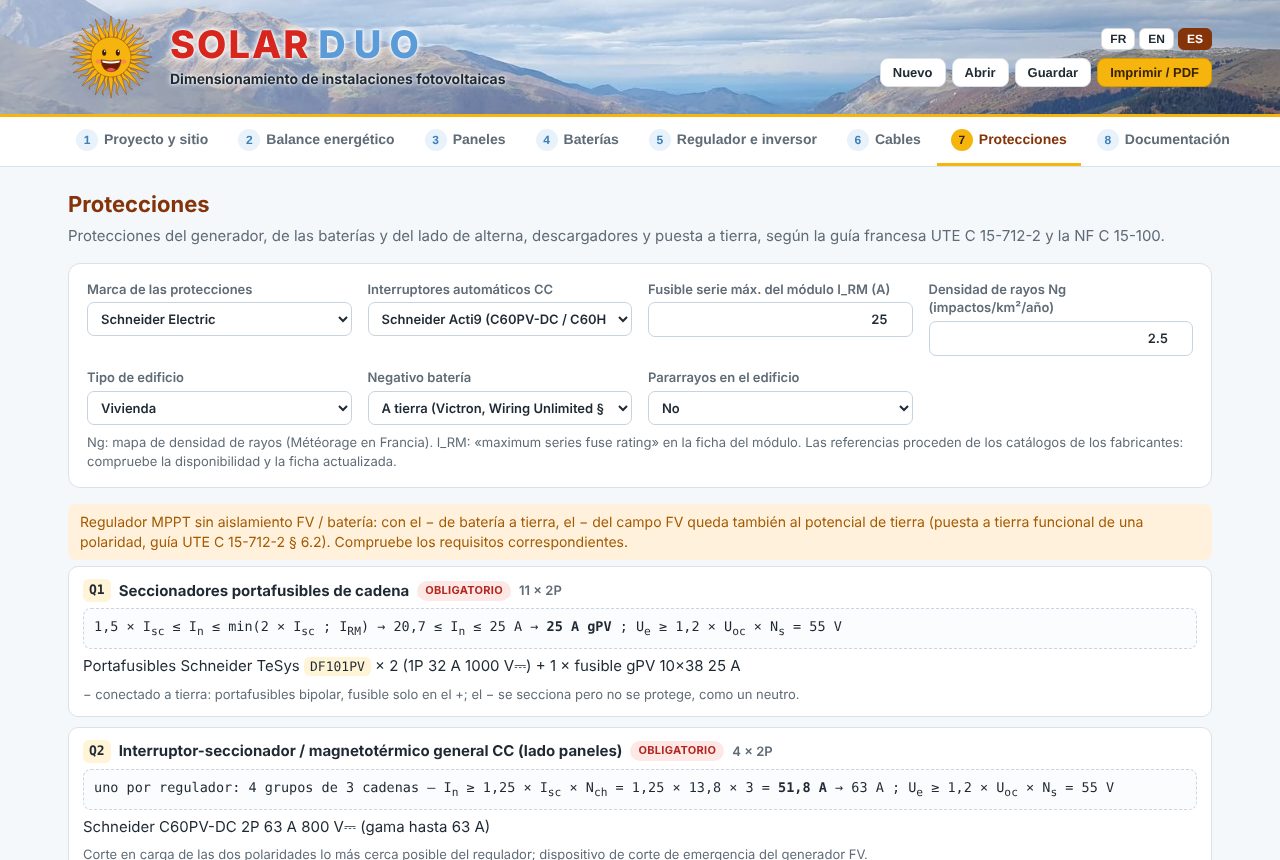 SOLAR DUO
Dimensionamiento de instalaciones fotovoltaicas
FR EN ES
Nuevo Abrir Guardar Imprimir / PDF
1 Proyecto y sitio 2 Balance energético 3 Paneles 4 Baterías 5 Regulador e inversor 6 Cables 7 Protecciones 8 Documentación
Protecciones
Protecciones del generador, de las baterías y del lado de alterna, descargadores y puesta a tierra, según la guía francesa UTE C 15-712-2 y la NF C 15-100.
Marca de las protecciones
Schneider Electric
Interruptores automáticos CC
Schneider Acti9 (C60PV-DC / C60H
Fusible serie máx. del módulo I_RM (A)
25
Densidad de rayos Ng
(impactos/km²/año)
2.5
Tipo de edificio
Vivienda
Negativo batería
A tierra (Victron, Wiring Unlimited §
Pararrayos en el edificio
No
Ng: mapa de densidad de rayos (Météorage en Francia). I_RM: «maximum series fuse rating» en la ficha del módulo. Las referencias proceden de los catálogos de los fabricantes:
compruebe la disponibilidad y la ficha actualizada.
Regulador MPPT sin aislamiento FV / batería: con el − de batería a tierra, el − del campo FV queda también al potencial de tierra (puesta a tierra funcional de una
polaridad, guía UTE C 15-712-2 § 6.2). Compruebe los requisitos correspondientes.
Q1 Seccionadores portafusibles de cadena OBLIGATORIO 11 × 2P
1,5 × Isc ≤ In ≤ min(2 × Isc ; IRM) → 20,7 ≤ In ≤ 25 A → 25 A gPV ; Ue ≥ 1,2 × Uoc × Ns = 55 V
Portafusibles Schneider TeSys DF101PV × 2 (1P 32 A 1000 V⎓) + 1 × fusible gPV 10×38 25 A
− conectado a tierra: portafusibles bipolar, fusible solo en el +; el − se secciona pero no se protege, como un neutro.
Q2 Interruptor-seccionador / magnetotérmico general CC (lado paneles) OBLIGATORIO 4 × 2P
uno por regulador: 4 grupos de 3 cadenas — In ≥ 1,25 × Isc × Nch = 1,25 × 13,8 × 3 = 51,8 A → 63 A ; Ue ≥ 1,2 × Uoc × Ns = 55 V
Schneider C60PV-DC 2P 63 A 800 V⎓ (gama hasta 63 A)
Corte en carga de las dos polaridades lo más cerca posible del regulador; dispositivo de corte de emergencia del generador FV.